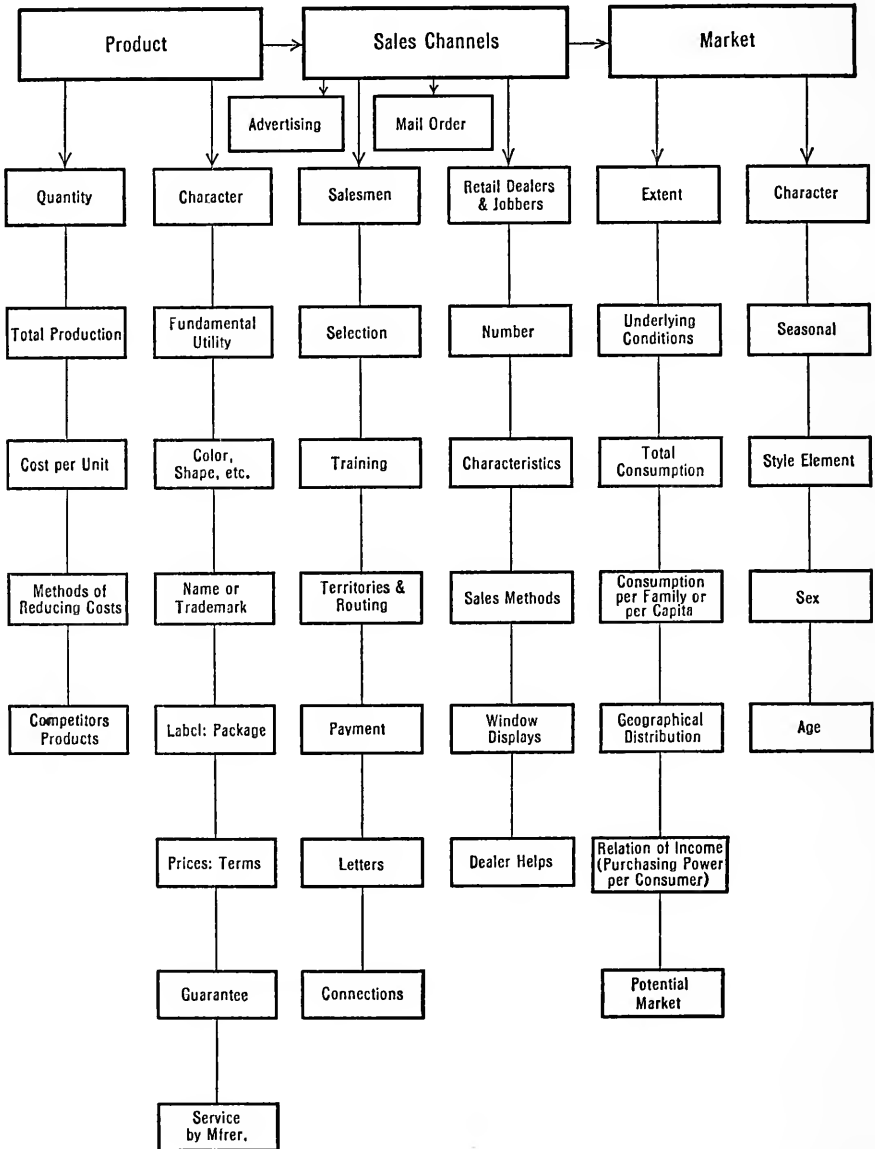 Product
Sales Channels
Market
Advertising
Mail Order
Quantity
Character
Salesmen
Retail Dealers
& Jobbers
Extent
Character
Total Production
Fundamental
Utility
Selection
Number
Underlying
Conditions
Seasonal
Cost per Unit
Color,
Shape, etc.
Training
Characteristics
Total
Consumption
Style Element
Methods of
Reducing Costs
Name or
Trademark
Territories &
Routing
Sales Methods
Consumption
per Family or
per Capita
Sex
Competitors
Products
Label: Package
Payment
Window
Displays
Geographical
Distribution
Age
Prices: Terms
Letters
Dealer Helps
Relation of Income
(Purchasing Power
per Consumer)
Guarantee
Connections
Potential
Market
Service
by Mfrer.